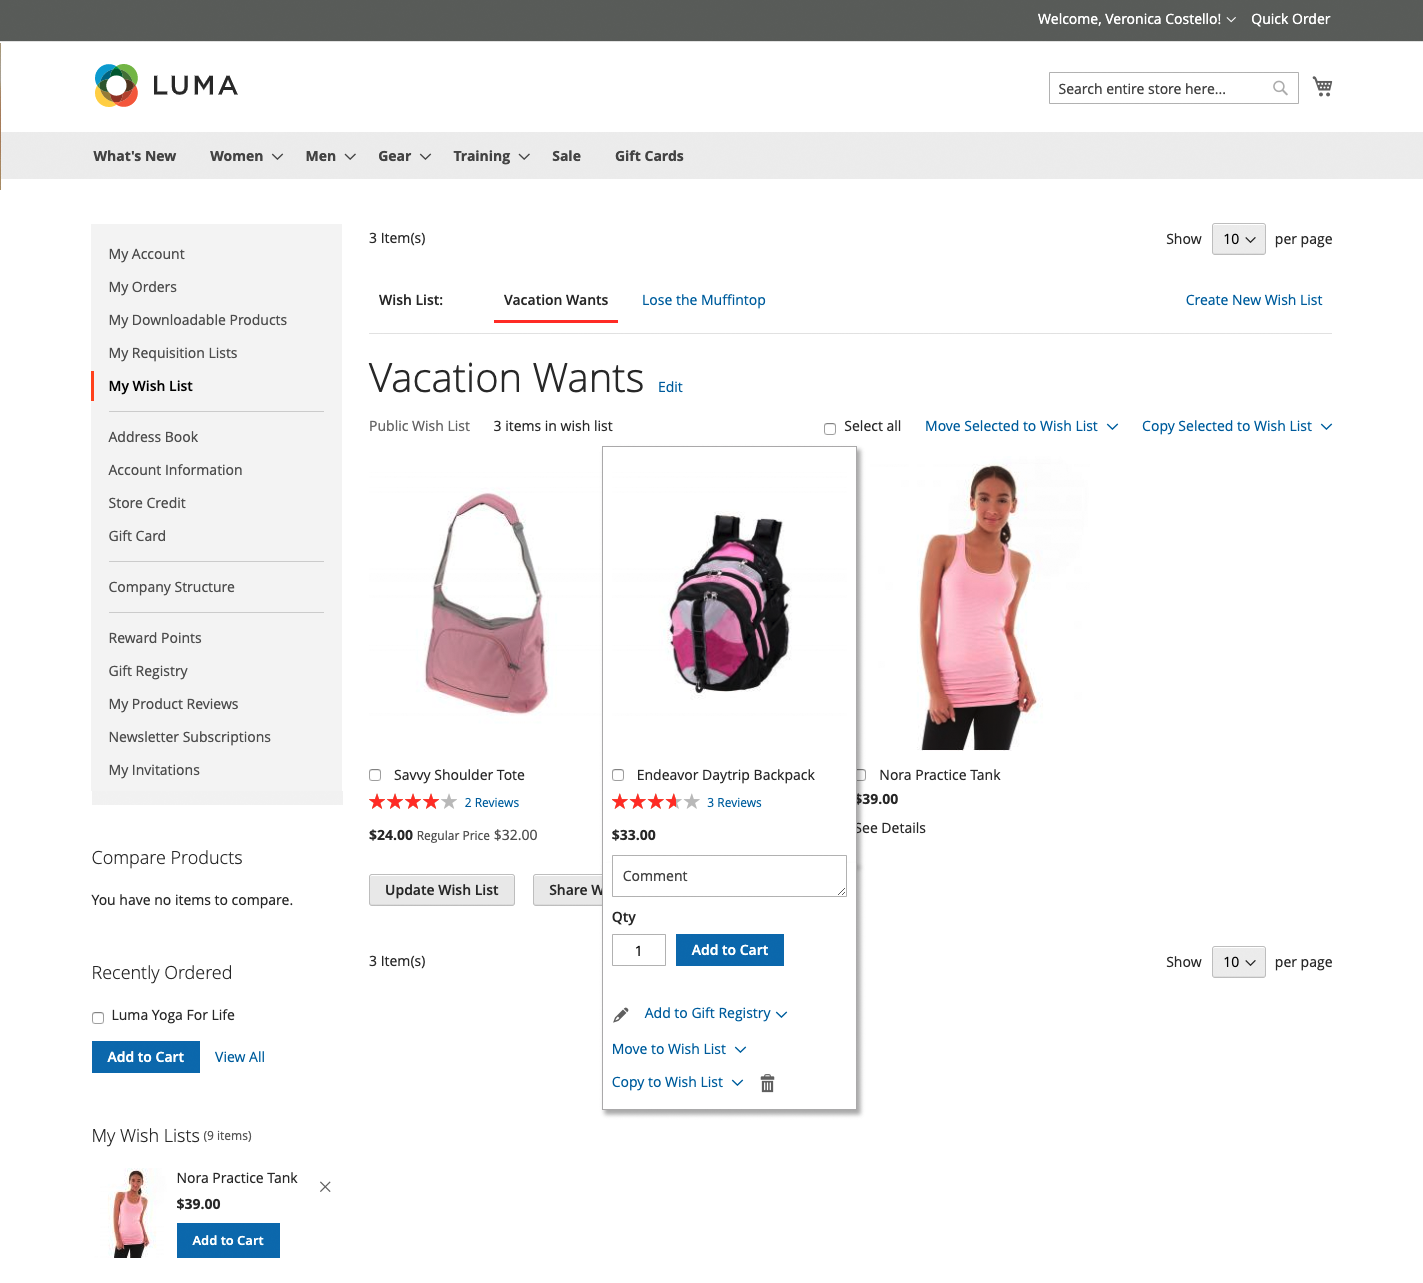 Welcome, Veronica Costello! Quick Order
LUMA
Search entire store here...
What's New Women Men Gear Training Sale Gift Cards
My Account
My Orders
My Downloadable Products
My Requisition Lists
My Wish List
Address Book
Account Information
Store Credit
Gift Card
Company Structure
Reward Points
Gift Registry
My Product Reviews
Newsletter Subscriptions
My Invitations
Compare Products
You have no items to compare.
Recently Ordered
Luma Yoga For Life
Add to Cart View All
My Wish Lists (9 items)
Nora Practice Tank
$39.00
Add to Cart
3 Item(s) Show 10 per page
Wish List: Vacation Wants Lose the Muffintop Create New Wish List
Vacation Wants Edit
Public Wish List 3 items in wish list Select all Move Selected to Wish List Copy Selected to Wish List
Savvy Shoulder Tote
2 Reviews
$24.00 Regular Price $32.00
Endeavor Daytrip Backpack
3 Reviews
$33.00
Comment
Qty
1 Add to Cart
Add to Gift Registry
Move to Wish List
Copy to Wish List
Nora Practice Tank
$39.00
See Details
Update Wish List Share W
3 Item(s) Show 10 per page